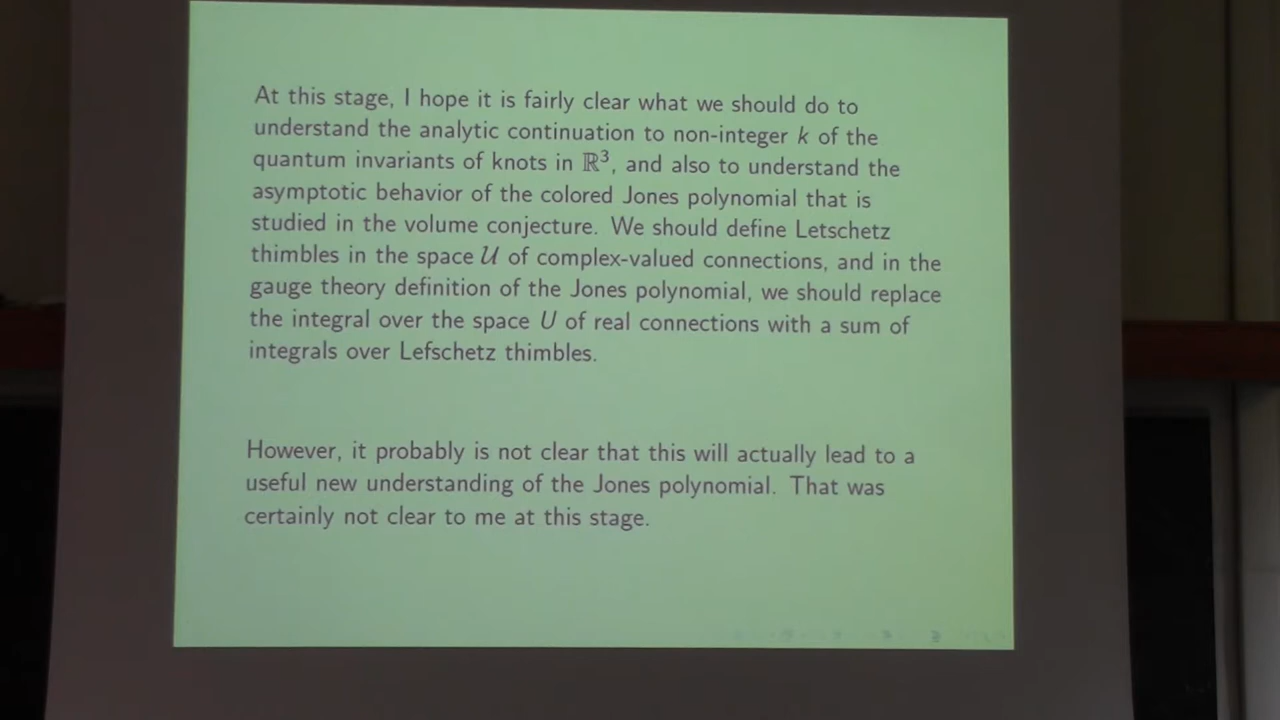 At this stage, I hope it is fairly clear what we should do to
understand the analytic continuation to non-integer k of the
quantum invariants of knots in ℝ³, and also to understand the
asymptotic behavior of the colored Jones polynomial that is
studied in the volume conjecture. We should define Letschetz
thimbles in the space 𝒰 of complex-valued connections, and in the
gauge theory definition of the Jones polynomial, we should replace
the integral over the space U of real connections with a sum of
integrals over Lefschetz thimbles.
However, it probably is not clear that this will actually lead to a
useful new understanding of the Jones polynomial. That was
certainly not clear to me at this stage.